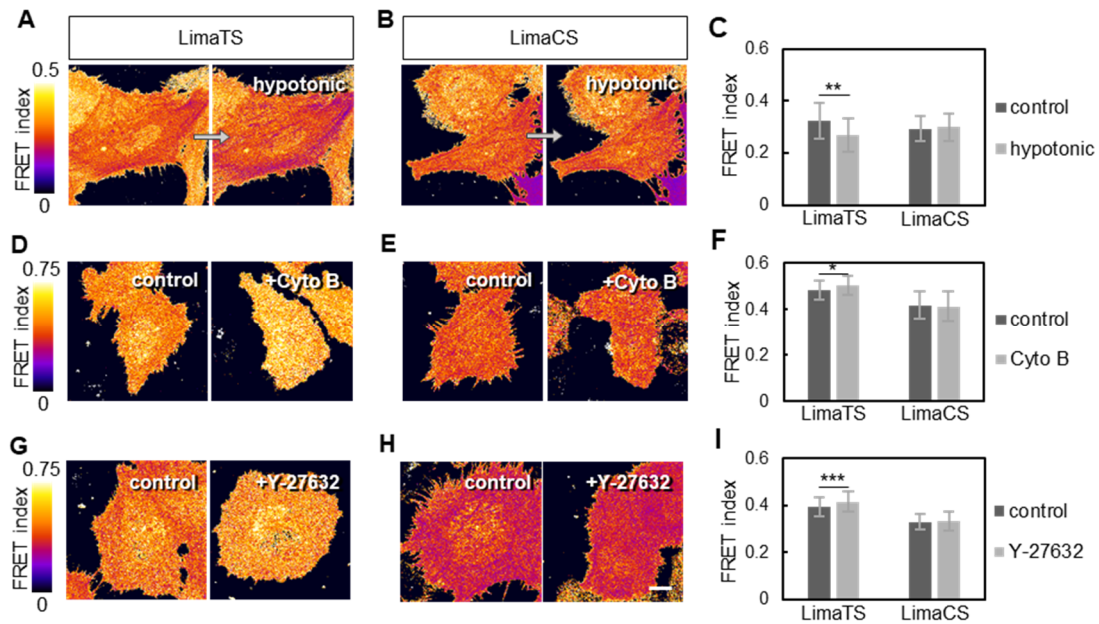 A
LimaTS
0.5
FRET index
0
hypotonic
B
LimaCS
hypotonic
C
0.6
0.4
0.2
0
FRET index
**
LimaTS
LimaCS
control
hypotonic
D
0.75
FRET index
0
control
+Cyto B
E
control
+Cyto B
F
0.6
0.4
0.2
0
FRET index
*
LimaTS
LimaCS
control
Cyto B
G
0.75
FRET index
0
control
+Y-27632
H
control
+Y-27632
I
0.6
0.4
0.2
0
FRET index
***
LimaTS
LimaCS
control
Y-27632